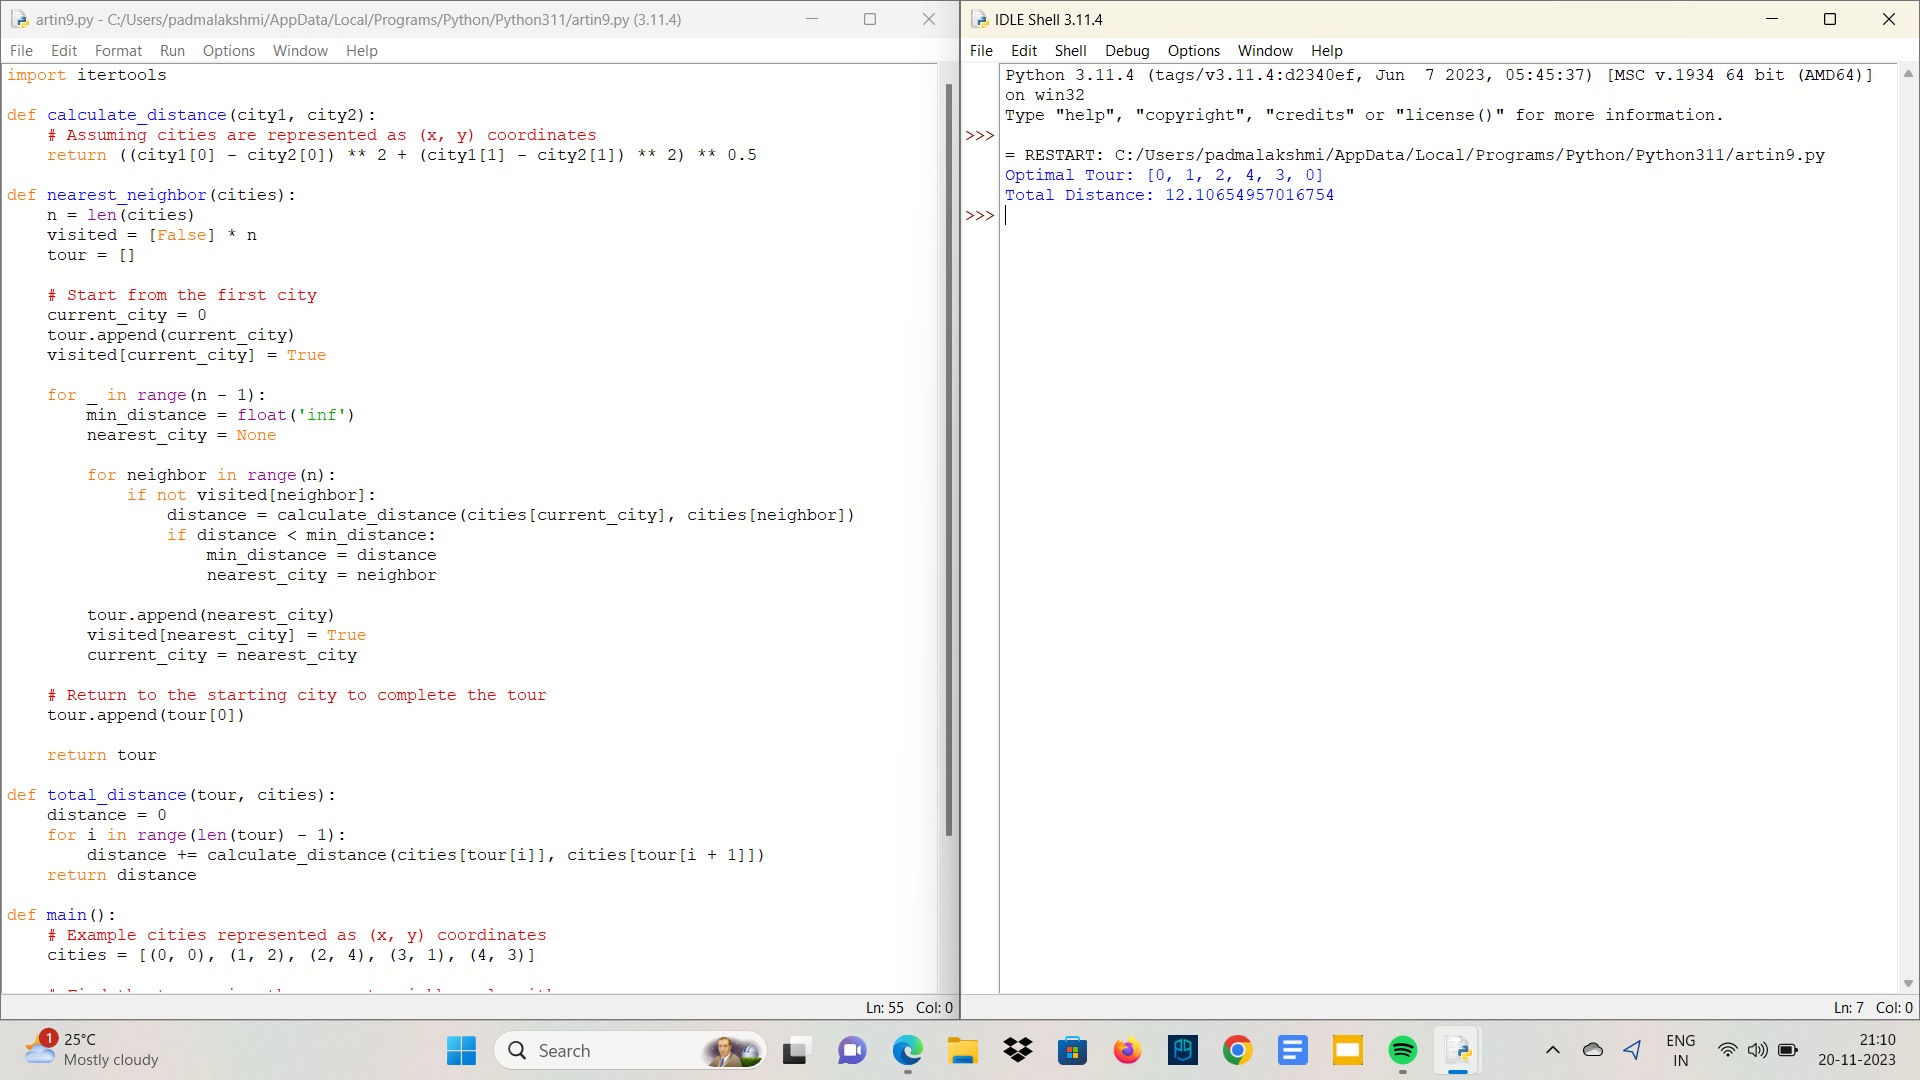 artin9.py - C:/Users/padmalakshmi/AppData/Local/Programs/Python/Python311/artin9.py (3.11.4)
File Edit Format Run Options Window Help
import itertools
def calculate_distance(city1, city2):
    # Assuming cities are represented as (x, y) coordinates
    return ((city1[0] - city2[0]) ** 2 + (city1[1] - city2[1]) ** 2) ** 0.5
def nearest_neighbor(cities):
    n = len(cities)
    visited = [False] * n
    tour = []
    # Start from the first city
    current_city = 0
    tour.append(current_city)
    visited[current_city] = True
    for _ in range(n - 1):
        min_distance = float('inf')
        nearest_city = None
        for neighbor in range(n):
            if not visited[neighbor]:
                distance = calculate_distance(cities[current_city], cities[neighbor])
                if distance < min_distance:
                    min_distance = distance
                    nearest_city = neighbor
        tour.append(nearest_city)
        visited[nearest_city] = True
        current_city = nearest_city
    # Return to the starting city to complete the tour
    tour.append(tour[0])
    return tour
def total_distance(tour, cities):
    distance = 0
    for i in range(len(tour) - 1):
        distance += calculate_distance(cities[tour[i]], cities[tour[i + 1]])
    return distance
def main():
    # Example cities represented as (x, y) coordinates
    cities = [(0, 0), (1, 2), (2, 4), (3, 1), (4, 3)]
Ln: 55 Col: 0
IDLE Shell 3.11.4
File Edit Shell Debug Options Window Help
Python 3.11.4 (tags/v3.11.4:d2340ef, Jun  7 2023, 05:45:37) [MSC v.1934 64 bit (AMD64)]
on win32
Type "help", "copyright", "credits" or "license()" for more information.
>>>
= RESTART: C:/Users/padmalakshmi/AppData/Local/Programs/Python/Python311/artin9.py
Optimal Tour: [0, 1, 2, 4, 3, 0]
Total Distance: 12.10654957016754
>>>
Ln: 7 Col: 0
1
25°C
Mostly cloudy
Search
ENG
IN
21:10
20-11-2023